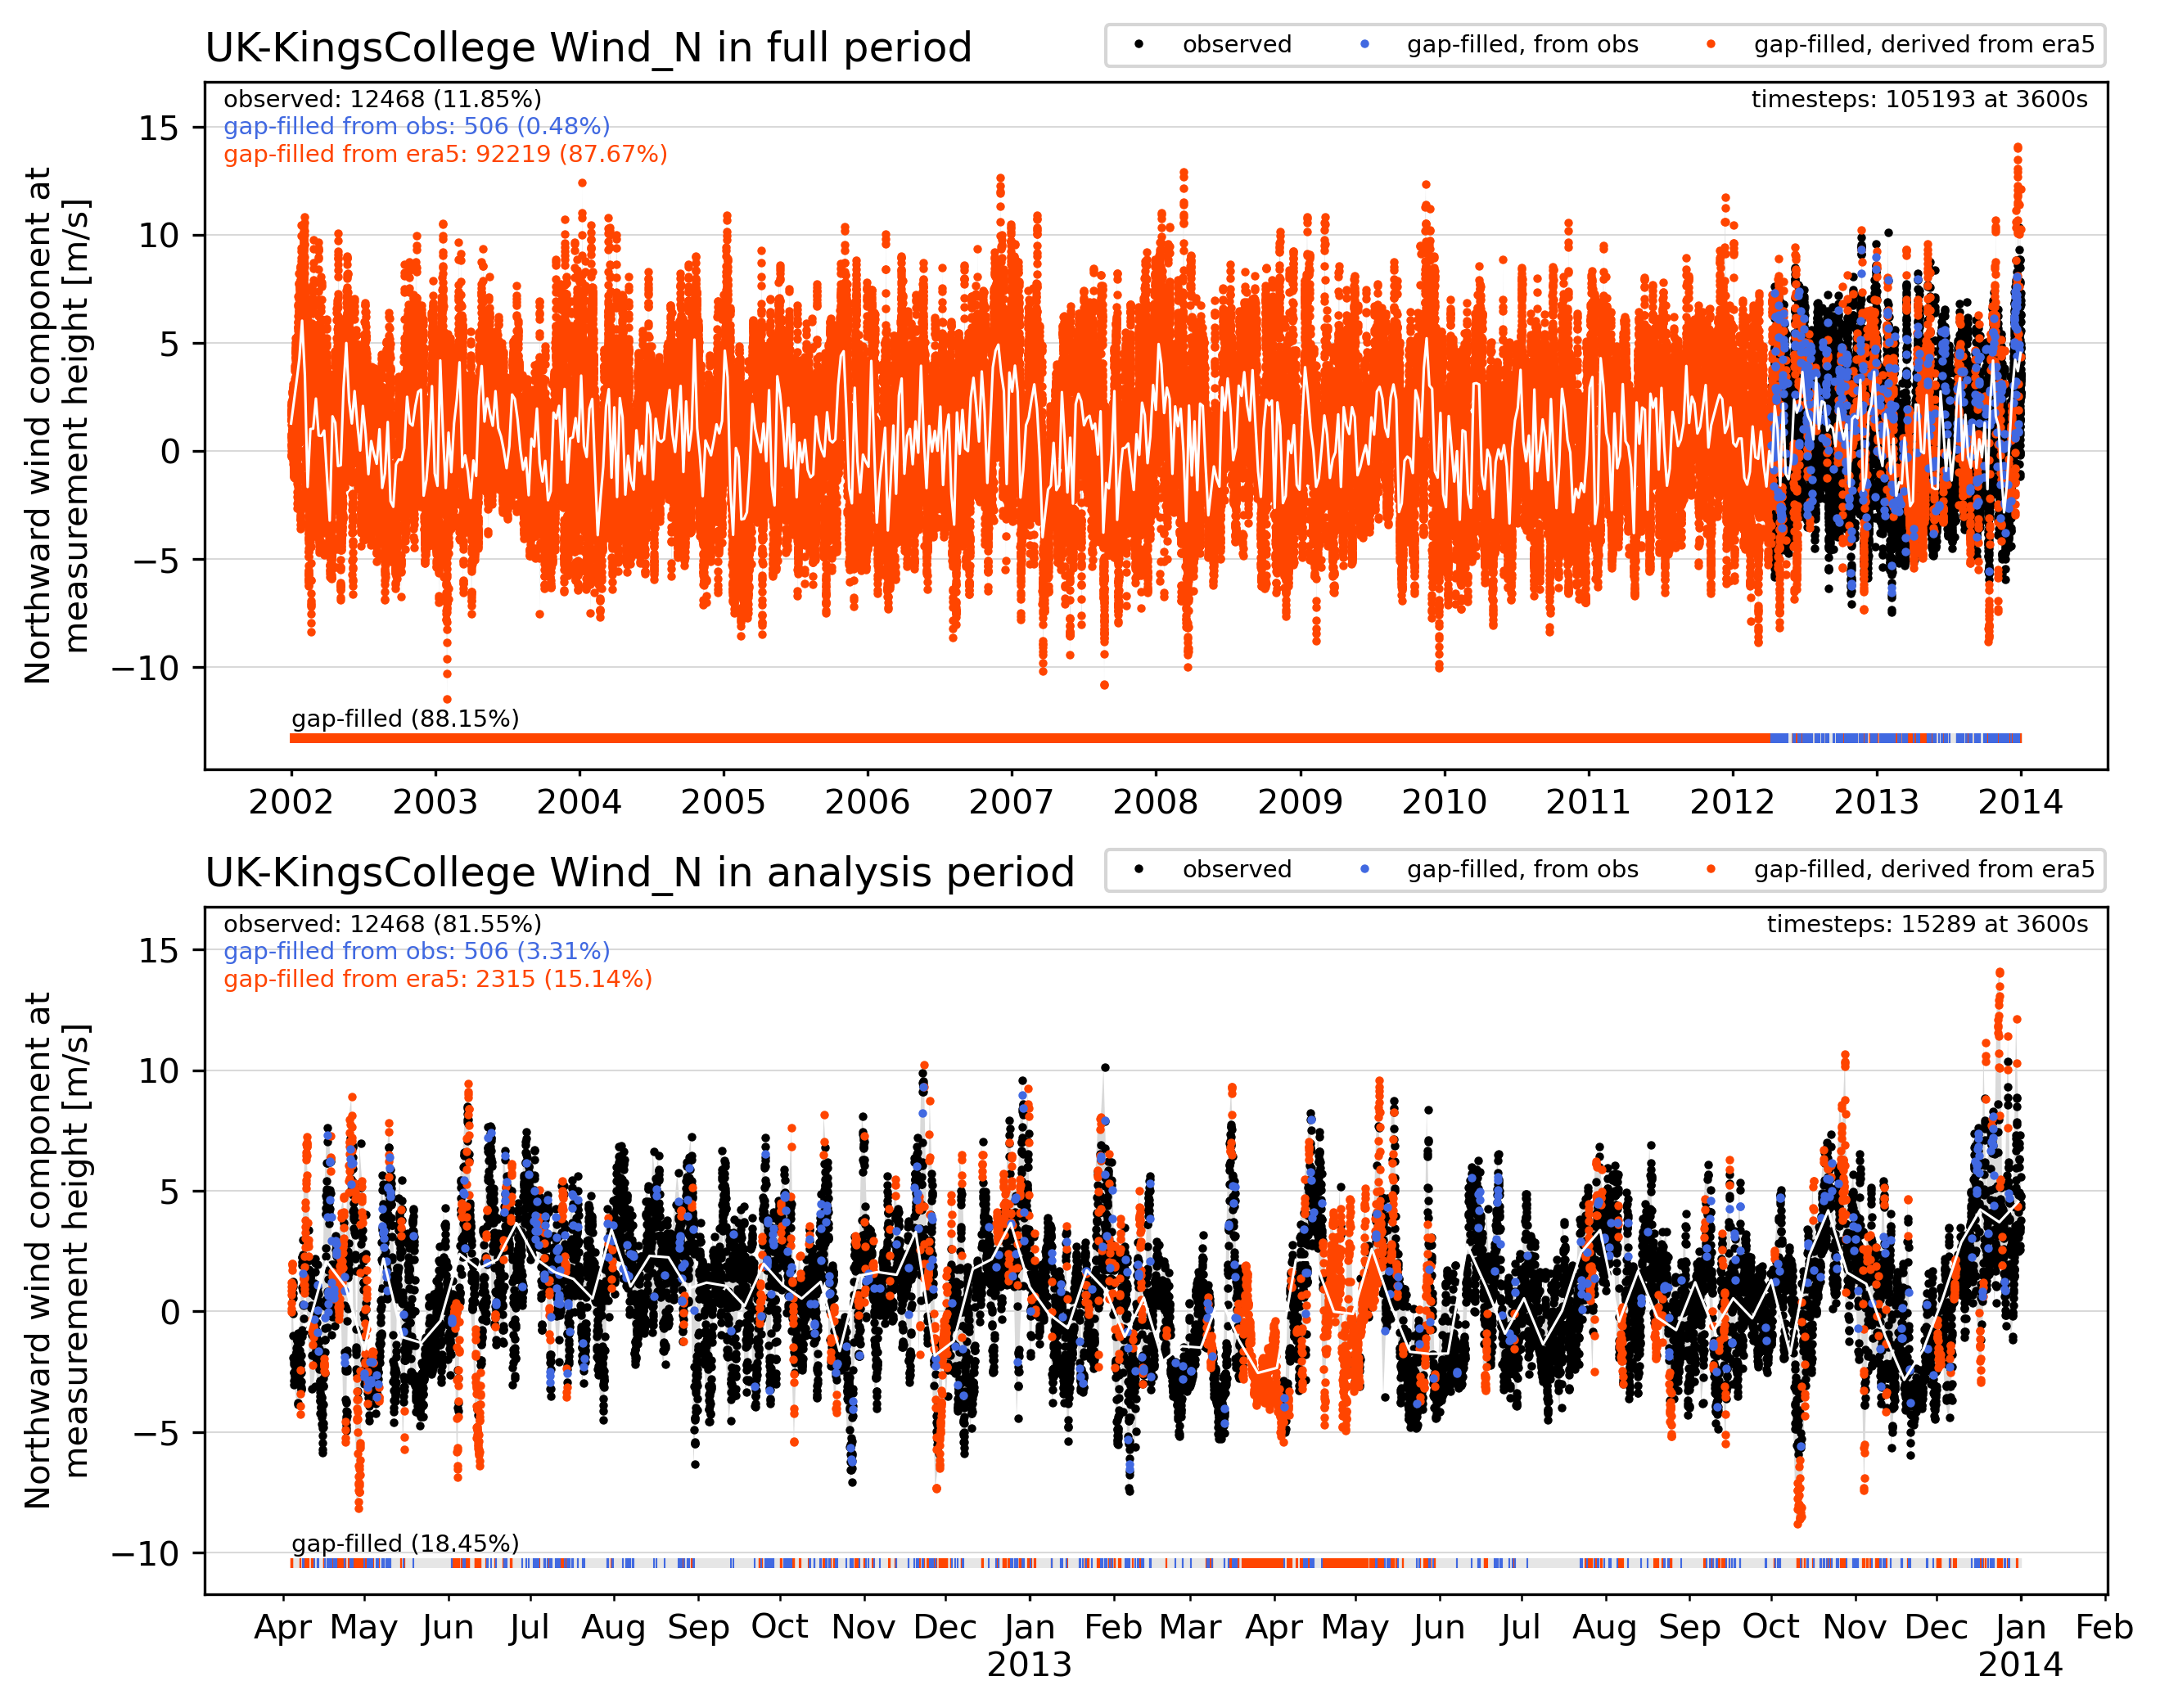 UK-KingsCollege Wind_N in full period
observed gap-filled, from obs gap-filled, derived from era5
observed: 12468 (11.85%)
timesteps: 105193 at 3600s
gap-filled from obs: 506 (0.48%)
gap-filled from era5: 92219 (87.67%)
Northward wind component at
measurement height [m/s]
15
10
5
0
−5
−10
gap-filled (88.15%)
2002 2003 2004 2005 2006 2007 2008 2009 2010 2011 2012 2013 2014
UK-KingsCollege Wind_N in analysis period
observed gap-filled, from obs gap-filled, derived from era5
observed: 12468 (81.55%)
timesteps: 15289 at 3600s
gap-filled from obs: 506 (3.31%)
gap-filled from era5: 2315 (15.14%)
Northward wind component at
measurement height [m/s]
15
10
5
0
−5
−10
gap-filled (18.45%)
Apr May Jun Jul Aug Sep Oct Nov Dec Jan Feb Mar Apr May Jun Jul Aug Sep Oct Nov Dec Jan Feb
2013 2014